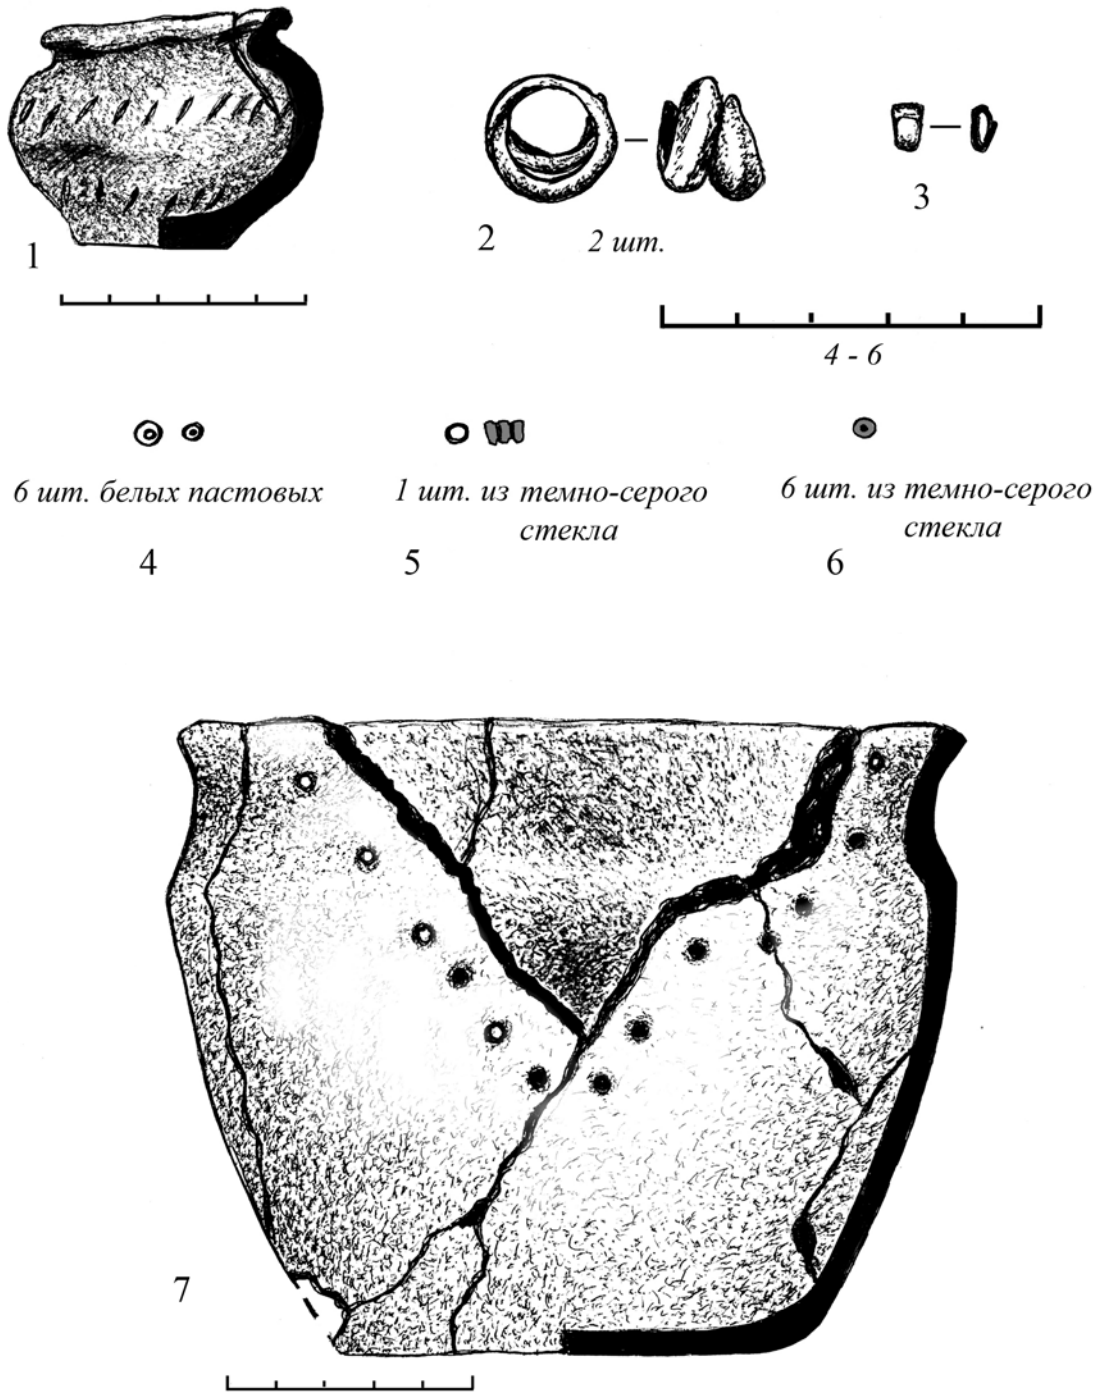 1
2
2 шт.
3
4 - 6
6 шт. белых пастовых
4
1 шт. из темно-серого
стекла
5
6 шт. из темно-серого
стекла
6
7